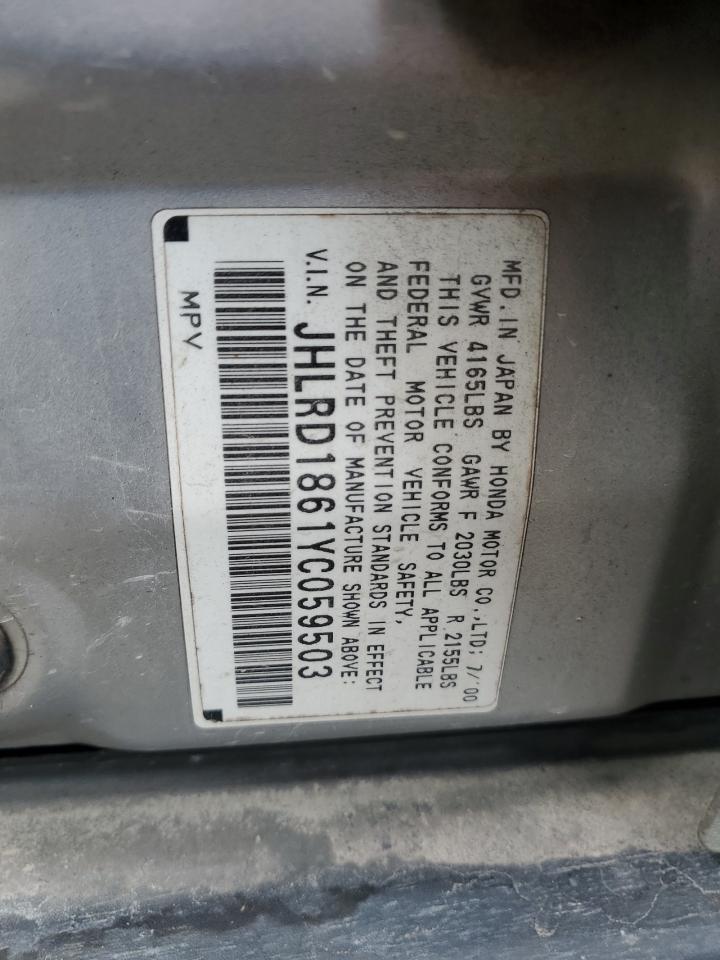 MFD. IN JAPAN BY HONDA MOTOR CO.,LTD; 7/'00
GVWR 4165LBS GAWR F 2030LBS R 2155LBS
THIS VEHICLE CONFORMS TO ALL APPLICABLE
FEDERAL MOTOR VEHICLE SAFETY,
AND THEFT PREVENTION STANDARDS IN EFFECT
ON THE DATE OF MANUFACTURE SHOWN ABOVE:
V.I.N. JHLRD1861YC059503
MPV